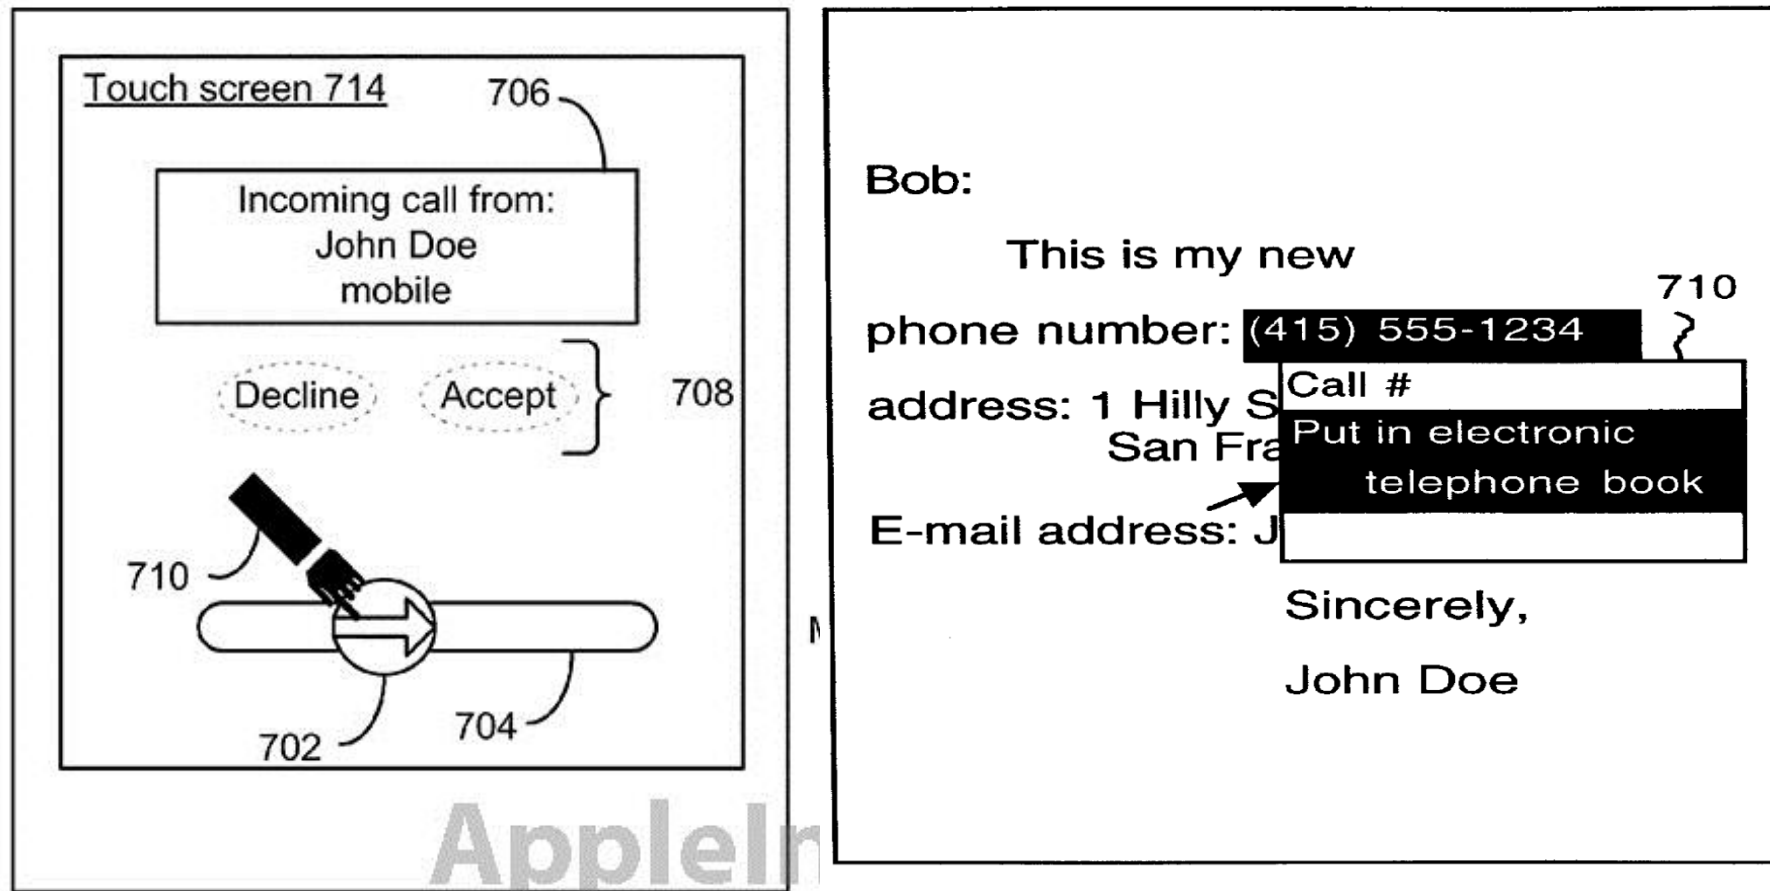 Touch screen 714
706
Incoming call from:
John Doe
mobile
Decline
Accept
708
710
702
704
Bob:
This is my new
710
phone number: (415) 555-1234
Call #
address: 1 Hilly S
Put in electronic
San Fra
telephone book
E-mail address: J
Sincerely,
John Doe